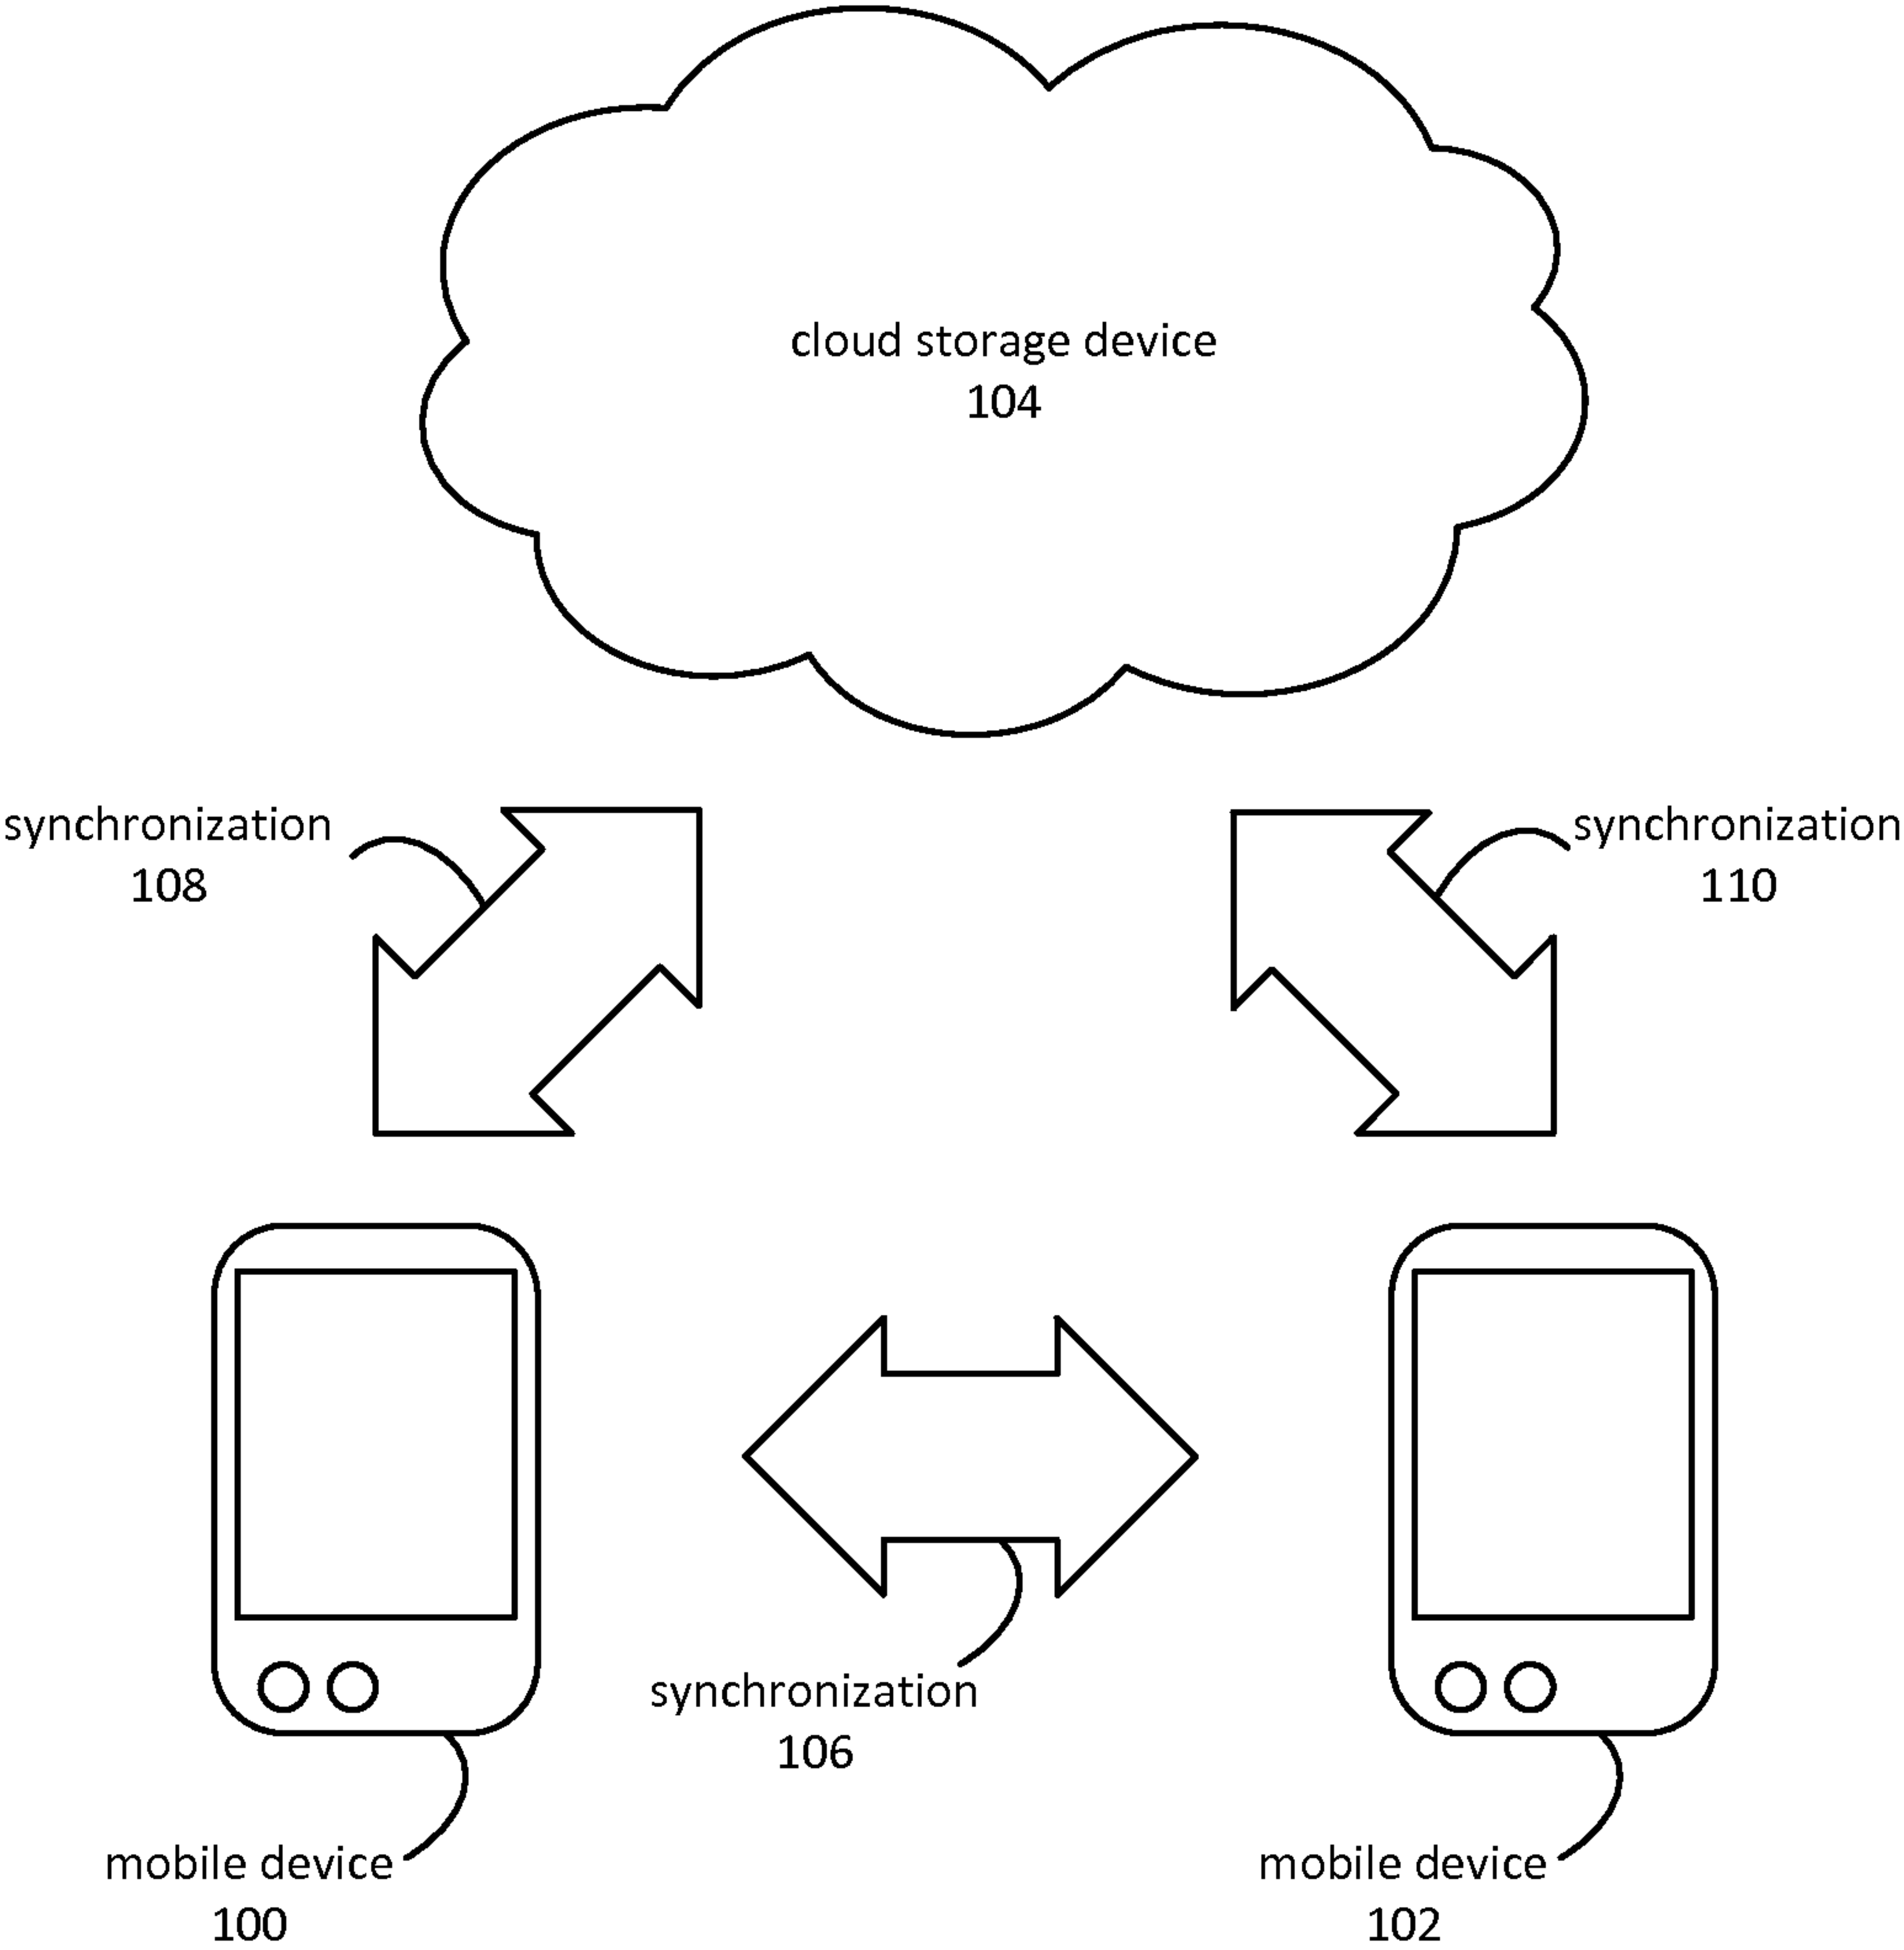 cloud storage device
104
synchronization
108
synchronization
110
synchronization
106
mobile device
100
mobile device
102